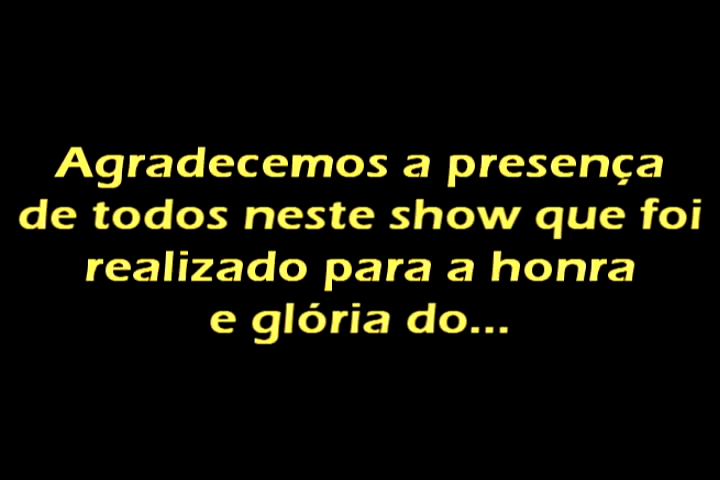 Agradecemos a presença
de todos neste show que foi
realizado para a honra
e glória do...